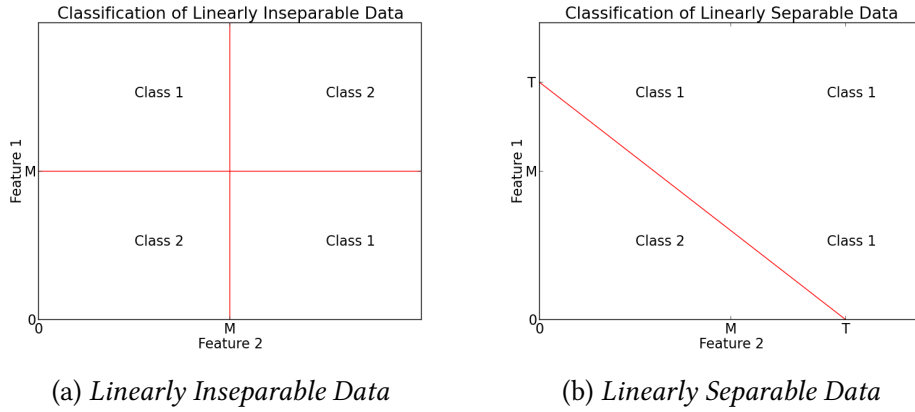 Classification of Linearly Inseparable Data
Class 1
Class 2
Feature 1
M
Class 2
Class 1
0
0
M
Feature 2
(a) Linearly Inseparable Data
Classification of Linearly Separable Data
T
Class 1
Class 1
Feature 1
M
Class 2
Class 1
0
0
M
T
Feature 2
(b) Linearly Separable Data